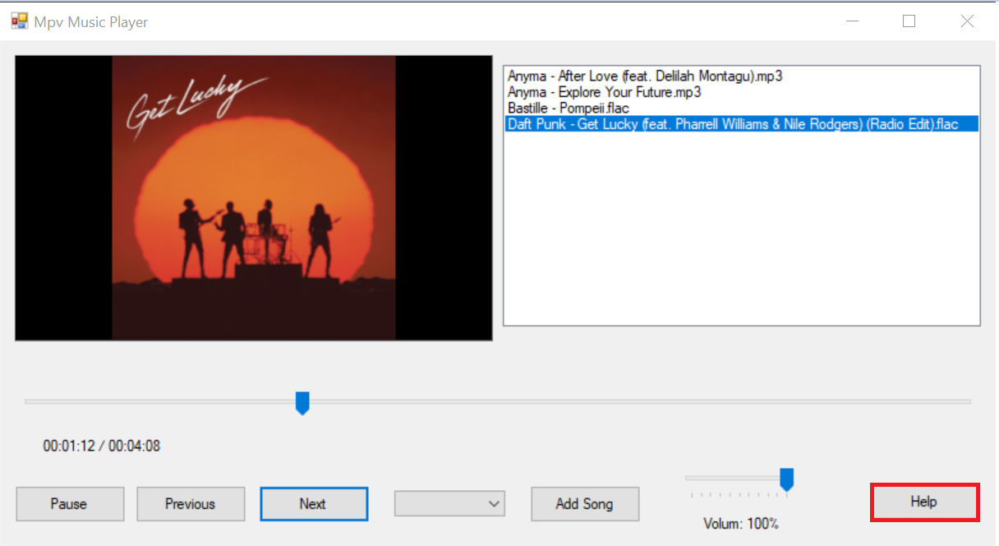 Mpv Music Player
Get Lucky
Anyma - After Love (feat. Delilah Montagu).mp3
Anyma - Explore Your Future.mp3
Bastille - Pompeii.flac
Daft Punk - Get Lucky (feat. Pharrell Williams & Nile Rodgers) (Radio Edit).flac
00:01:12 / 00:04:08
Pause
Previous
Next
Add Song
Volum: 100%
Help